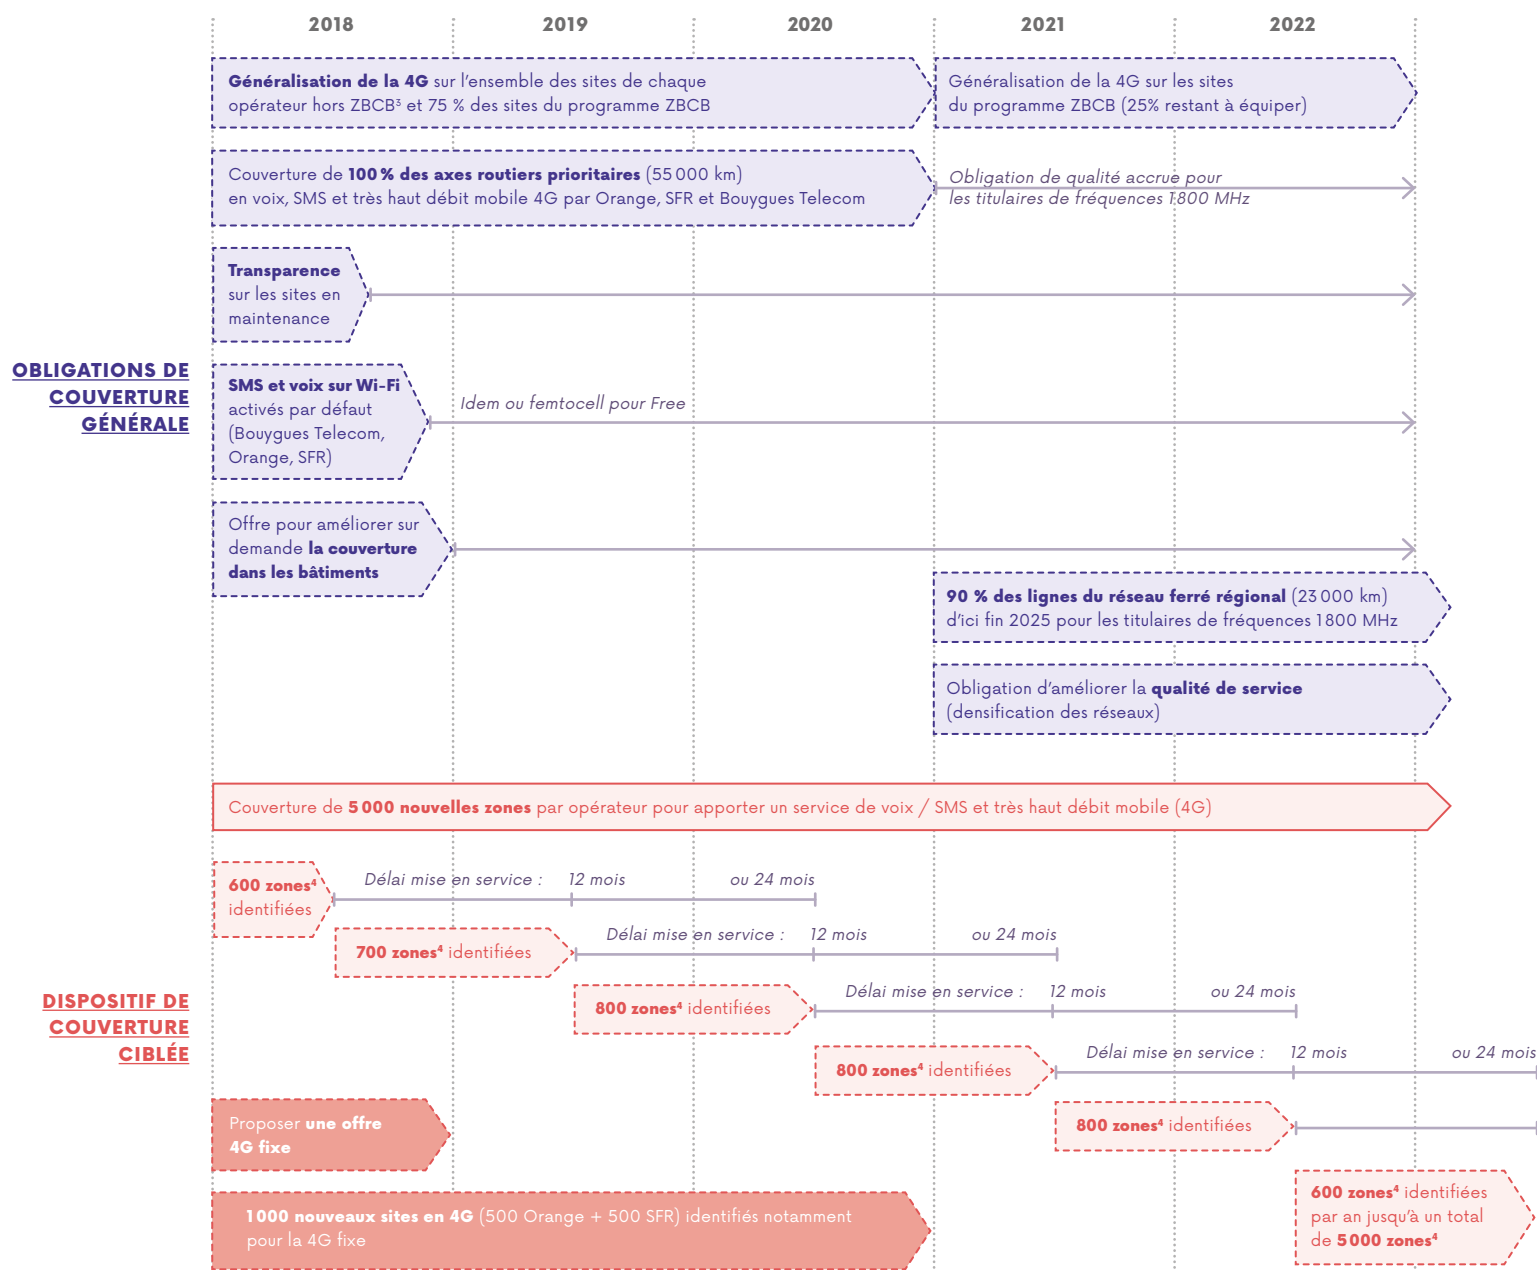 2018 2019 2020 2021 2022
Généralisation de la 4G sur l'ensemble des sites de chaque
opérateur hors ZBCB³ et 75 % des sites du programme ZBCB
Généralisation de la 4G sur les sites
du programme ZBCB (25% restant à équiper)
Couverture de 100 % des axes routiers prioritaires (55 000 km)
en voix, SMS et très haut débit mobile 4G par Orange, SFR et Bouygues Telecom
Obligation de qualité accrue pour
les titulaires de fréquences 1 800 MHz
Transparence
sur les sites en
maintenance
OBLIGATIONS DE
COUVERTURE
GÉNÉRALE
SMS et voix sur Wi-Fi
activés par défaut
(Bouygues Telecom,
Orange, SFR)
Idem ou femtocell pour Free
Offre pour améliorer sur
demande la couverture
dans les bâtiments
90 % des lignes du réseau ferré régional (23 000 km)
d'ici fin 2025 pour les titulaires de fréquences 1 800 MHz
Obligation d'améliorer la qualité de service
(densification des réseaux)
Couverture de 5 000 nouvelles zones par opérateur pour apporter un service de voix / SMS et très haut débit mobile (4G)
600 zones⁴
identifiées
Délai mise en service : 12 mois ou 24 mois
700 zones⁴ identifiées
Délai mise en service : 12 mois ou 24 mois
800 zones⁴ identifiées
Délai mise en service : 12 mois ou 24 mois
DISPOSITIF DE
COUVERTURE
CIBLÉE
800 zones⁴ identifiées
Délai mise en service : 12 mois ou 24 mois
800 zones⁴ identifiées
Proposer une offre
4G fixe
600 zones⁴ identifiées
par an jusqu'à un total
de 5 000 zones⁴
1 000 nouveaux sites en 4G (500 Orange + 500 SFR) identifiés notamment
pour la 4G fixe